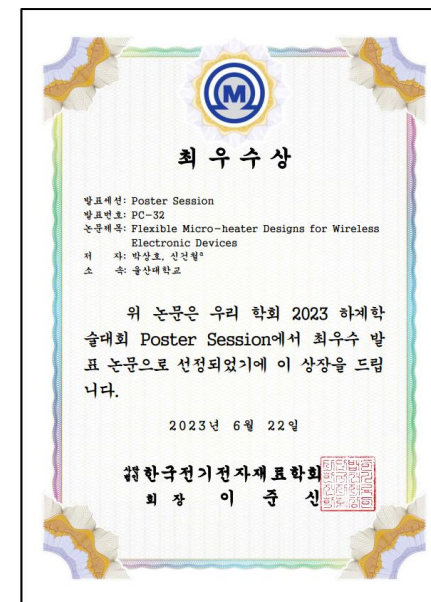 M
최우수상
발표세션: Poster Session
발표번호: PC-32
논문제목: Flexible Micro-heater Designs for Wireless
Electronic Devices
저 자: 박상호, 신건철a
소 속: 울산대학교
위 논문은 우리 학회 2023 하계학
술대회 Poster Session에서 최우수 발
표 논문으로 선정되었기에 이 상장을 드립
니다.
2023년 6월 22일
사단법인 한국전기전자재료학회
회장 이준신